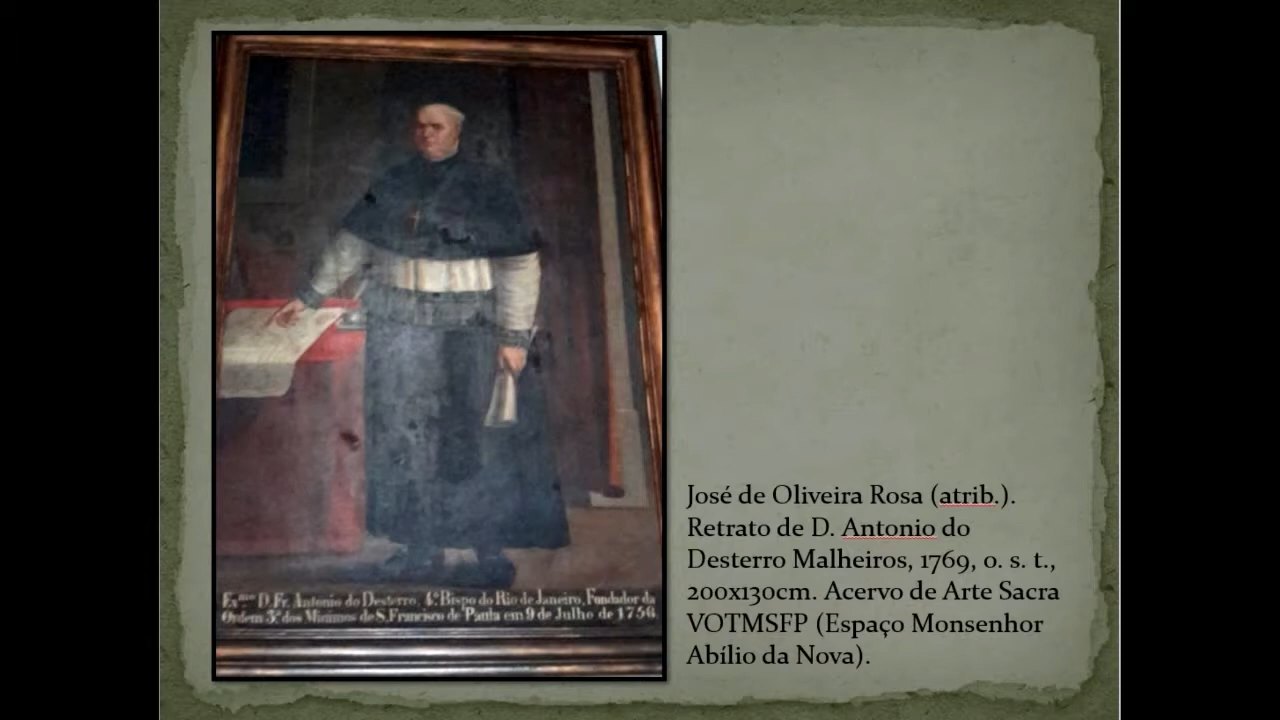 Exmo D. Fr. Antonio do Desterro, 4º Bispo do Rio de Janeiro, Fundador da
Ordem 3ª dos Minimos de S. Francisco de Paula em 9 de Julho de 1756
José de Oliveira Rosa (atrib.).
Retrato de D. Antonio do
Desterro Malheiros, 1769, o. s. t.,
200x130cm. Acervo de Arte Sacra
VOTMSFP (Espaço Monsenhor
Abílio da Nova).